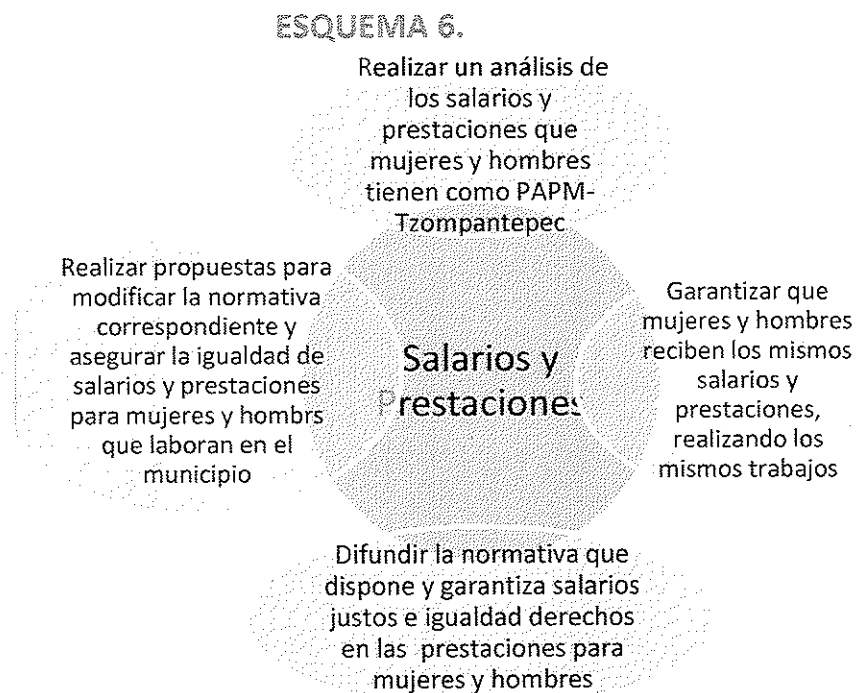 ESQUEMA 6.
Realizar un análisis de
los salarios y
prestaciones que
mujeres y hombres
tienen como PAPM-
Tzompantepec
Realizar propuestas para
modificar la normativa
correspondiente y
asegurar la igualdad de
salarios y prestaciones
para mujeres y hombrs
que laboran en el
municipio
Salarios y
Prestaciones
Garantizar que
mujeres y hombres
reciben los mismos
salarios y
prestaciones,
realizando los
mismos trabajos
Difundir la normativa que
dispone y garantiza salarios
justos e igualdad derechos
en las prestaciones para
mujeres y hombres